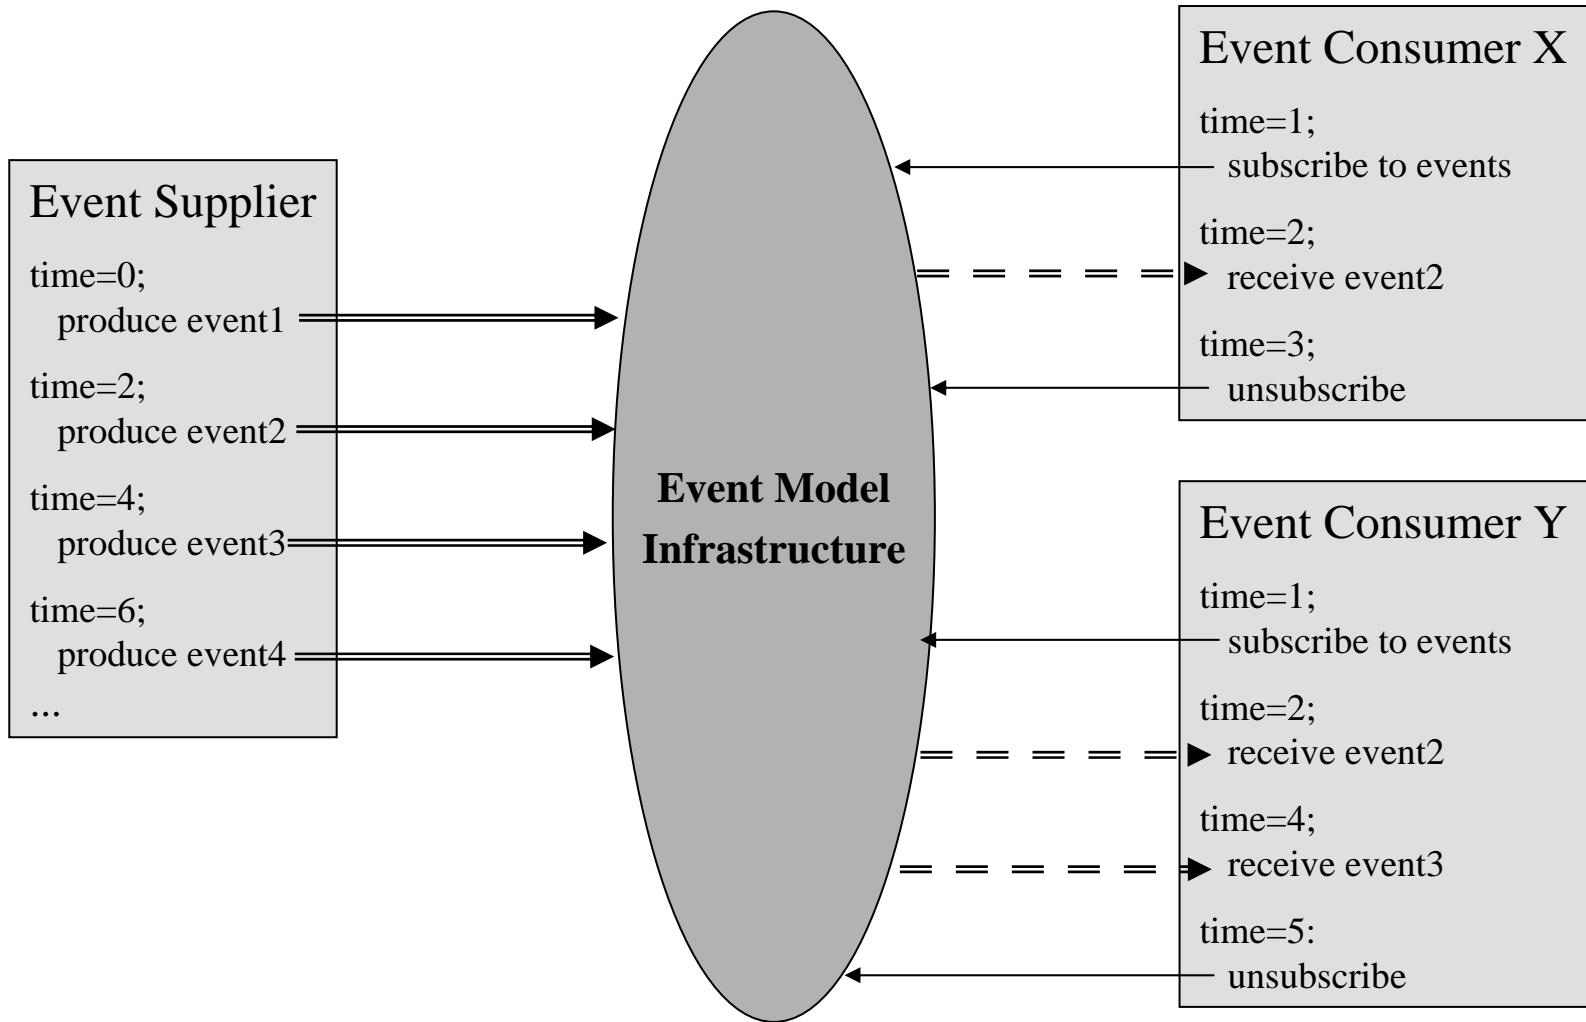 Event Supplier
time=0;
produce event1
time=2;
produce event2
time=4;
produce event3
time=6;
produce event4
...
Event Model
Infrastructure
Event Consumer X
time=1;
subscribe to events
time=2;
receive event2
time=3;
unsubscribe
Event Consumer Y
time=1;
subscribe to events
time=2;
receive event2
time=4;
receive event3
time=5:
unsubscribe